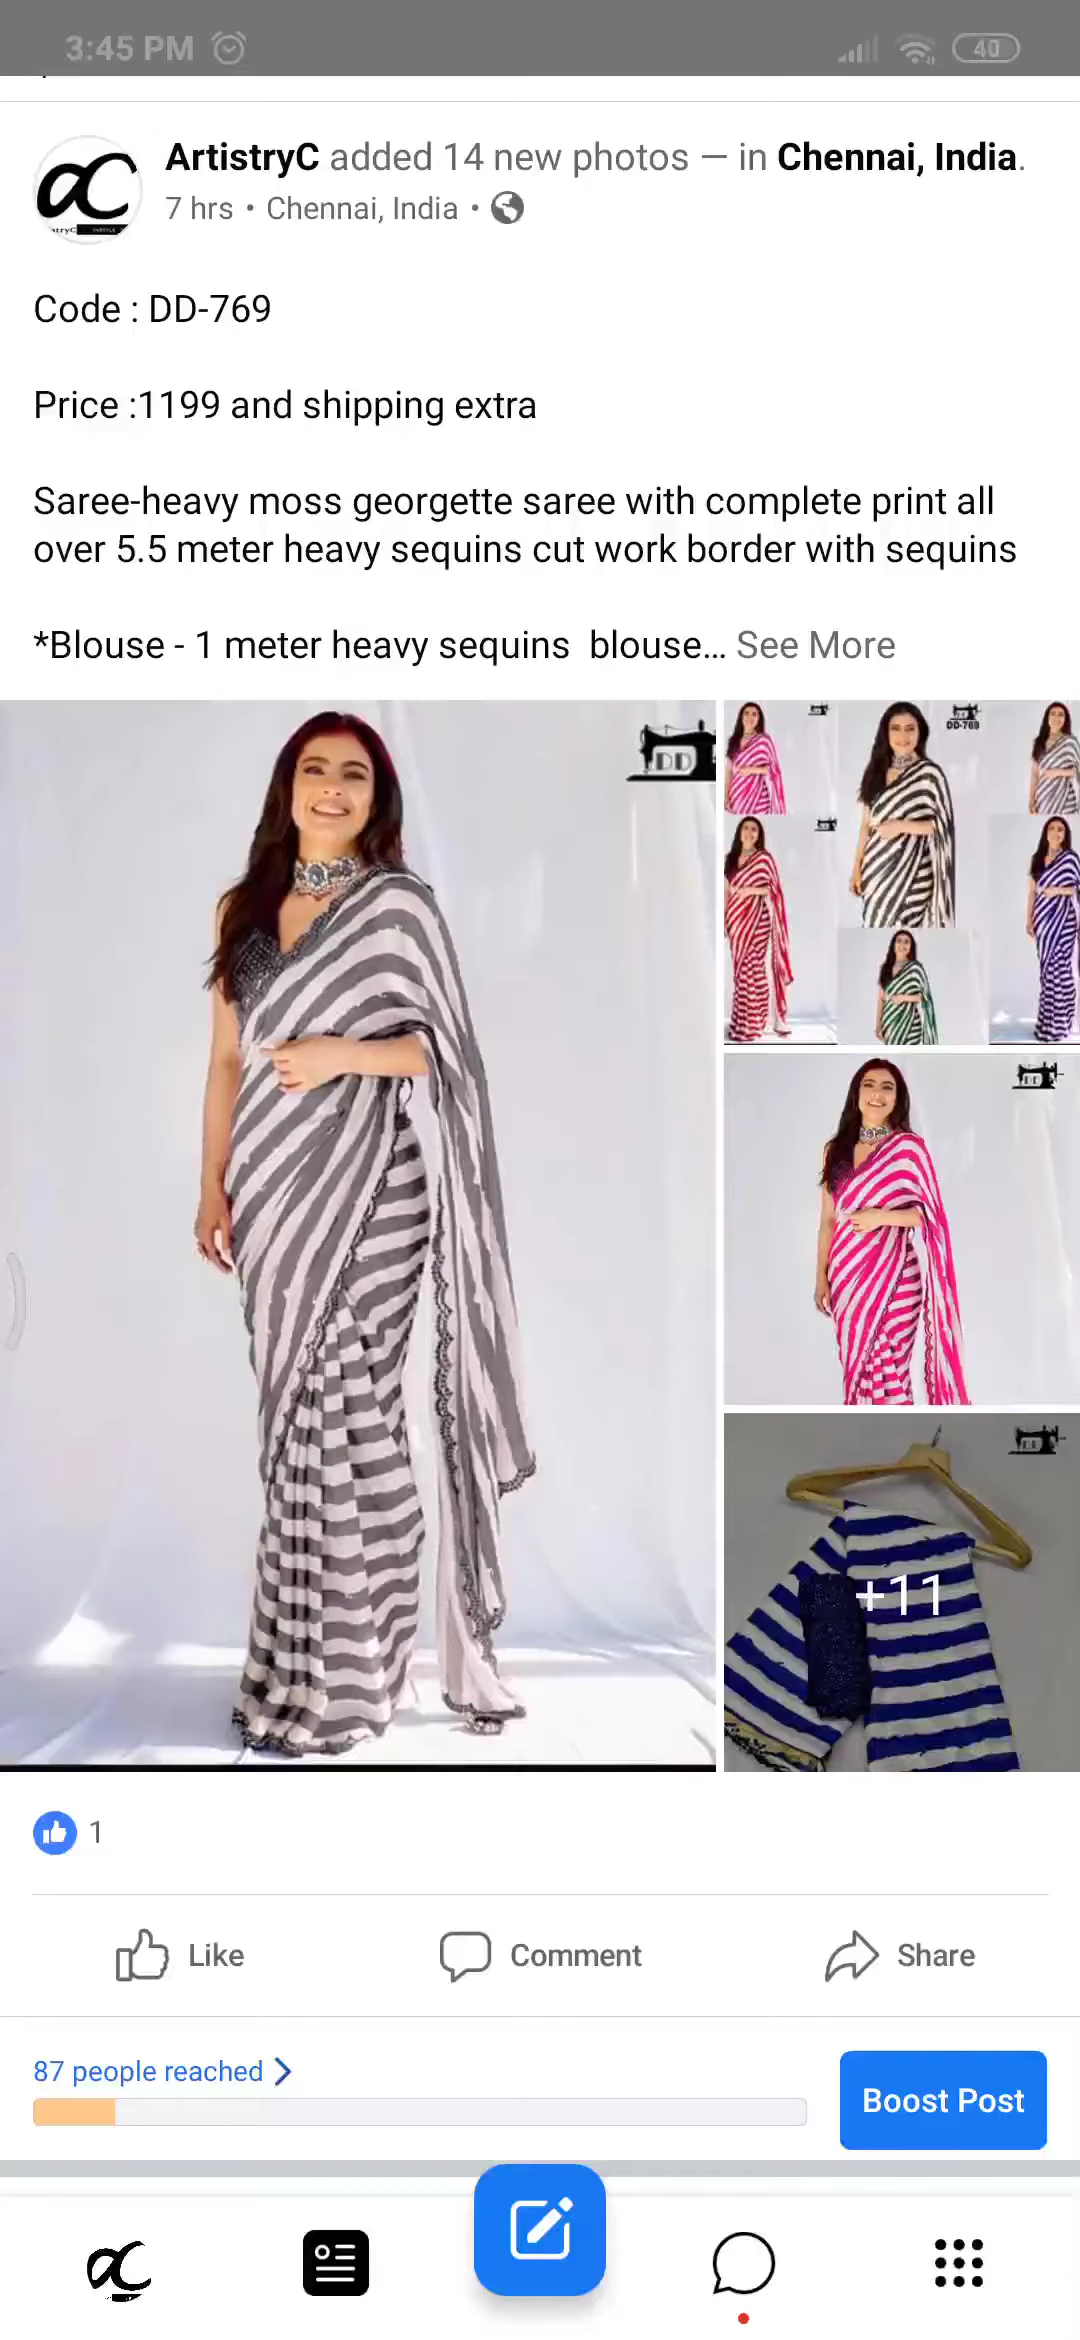 3:45 PM
40
ArtistryC added 14 new photos — in Chennai, India.
7 hrs • Chennai, India •
Code : DD-769
Price :1199 and shipping extra
Saree-heavy moss georgette saree with complete print all
over 5.5 meter heavy sequins cut work border with sequins
*Blouse - 1 meter heavy sequins  blouse... See More
DD
DD-769
DD
DD
+11
1
Like
Comment
Share
87 people reached
Boost Post